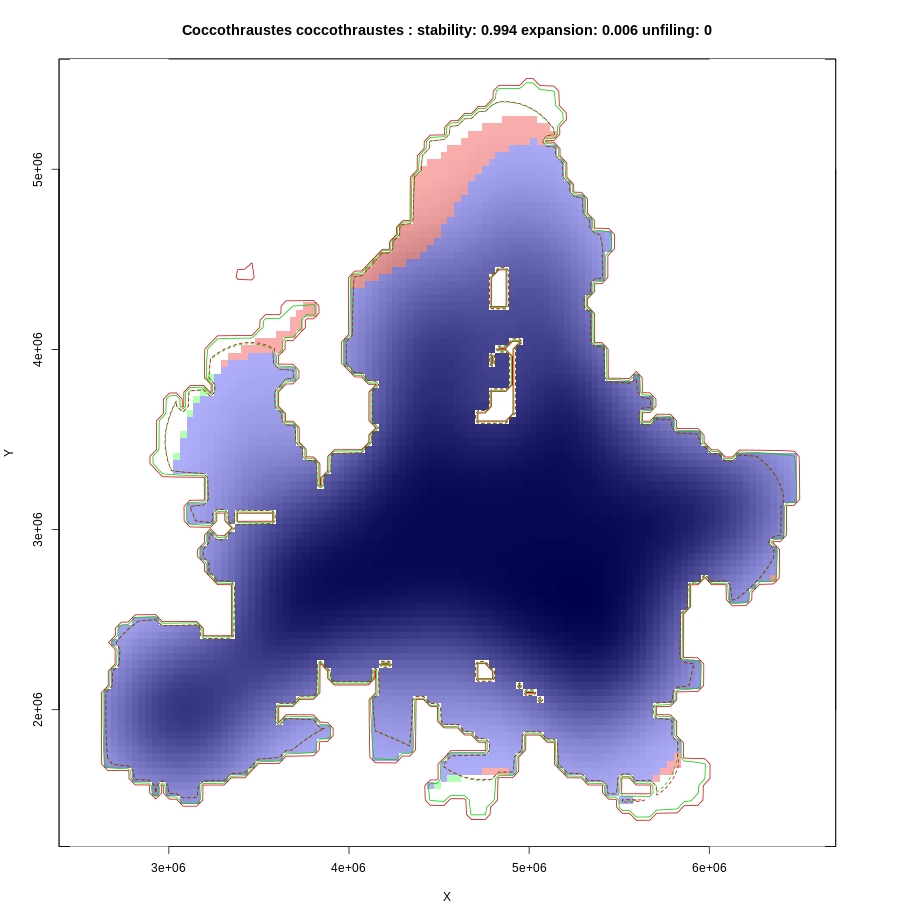 Coccothraustes coccothraustes : stability: 0.994 expansion: 0.006 unfiling: 0
5e+06
4e+06
Y
3e+06
2e+06
3e+06 4e+06 5e+06 6e+06
X